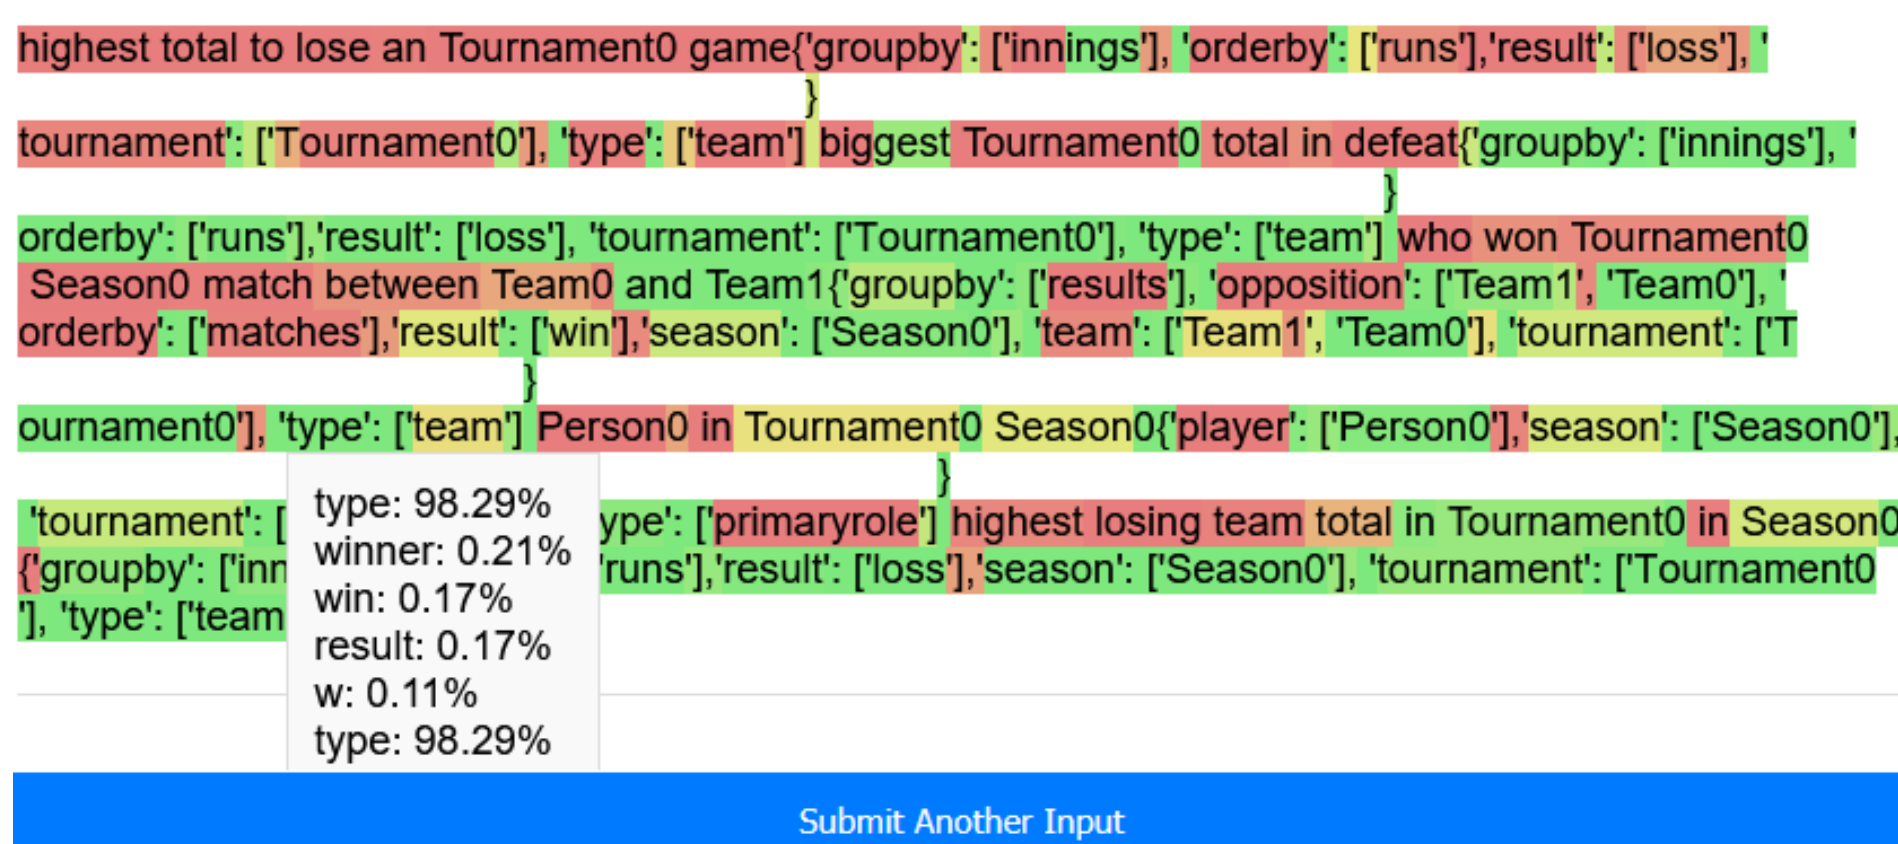 highest total to lose an Tournament0 game{'groupby': ['innings'], 'orderby': ['runs'],'result': ['loss'], '
}
tournament': ['Tournament0'], 'type': ['team'] biggest Tournament0 total in defeat{'groupby': ['innings'], '
}
orderby': ['runs'],'result': ['loss'], 'tournament': ['Tournament0'], 'type': ['team'] who won Tournament0
Season0 match between Team0 and Team1{'groupby': ['results'], 'opposition': ['Team1', 'Team0'], '
orderby': ['matches'],'result': ['win'],'season': ['Season0'], 'team': ['Team1', 'Team0'], 'tournament': ['T
}
ournament0'], 'type': ['team'] Person0 in Tournament0 Season0{'player': ['Person0'],'season': ['Season0'],
}
'tournament': [ ype': ['primaryrole'] highest losing team total in Tournament0 in Season0
{'groupby': ['inn 'runs'],'result': ['loss'],'season': ['Season0'], 'tournament': ['Tournament0
'], 'type': ['team
type: 98.29%
winner: 0.21%
win: 0.17%
result: 0.17%
w: 0.11%
type: 98.29%
Submit Another Input